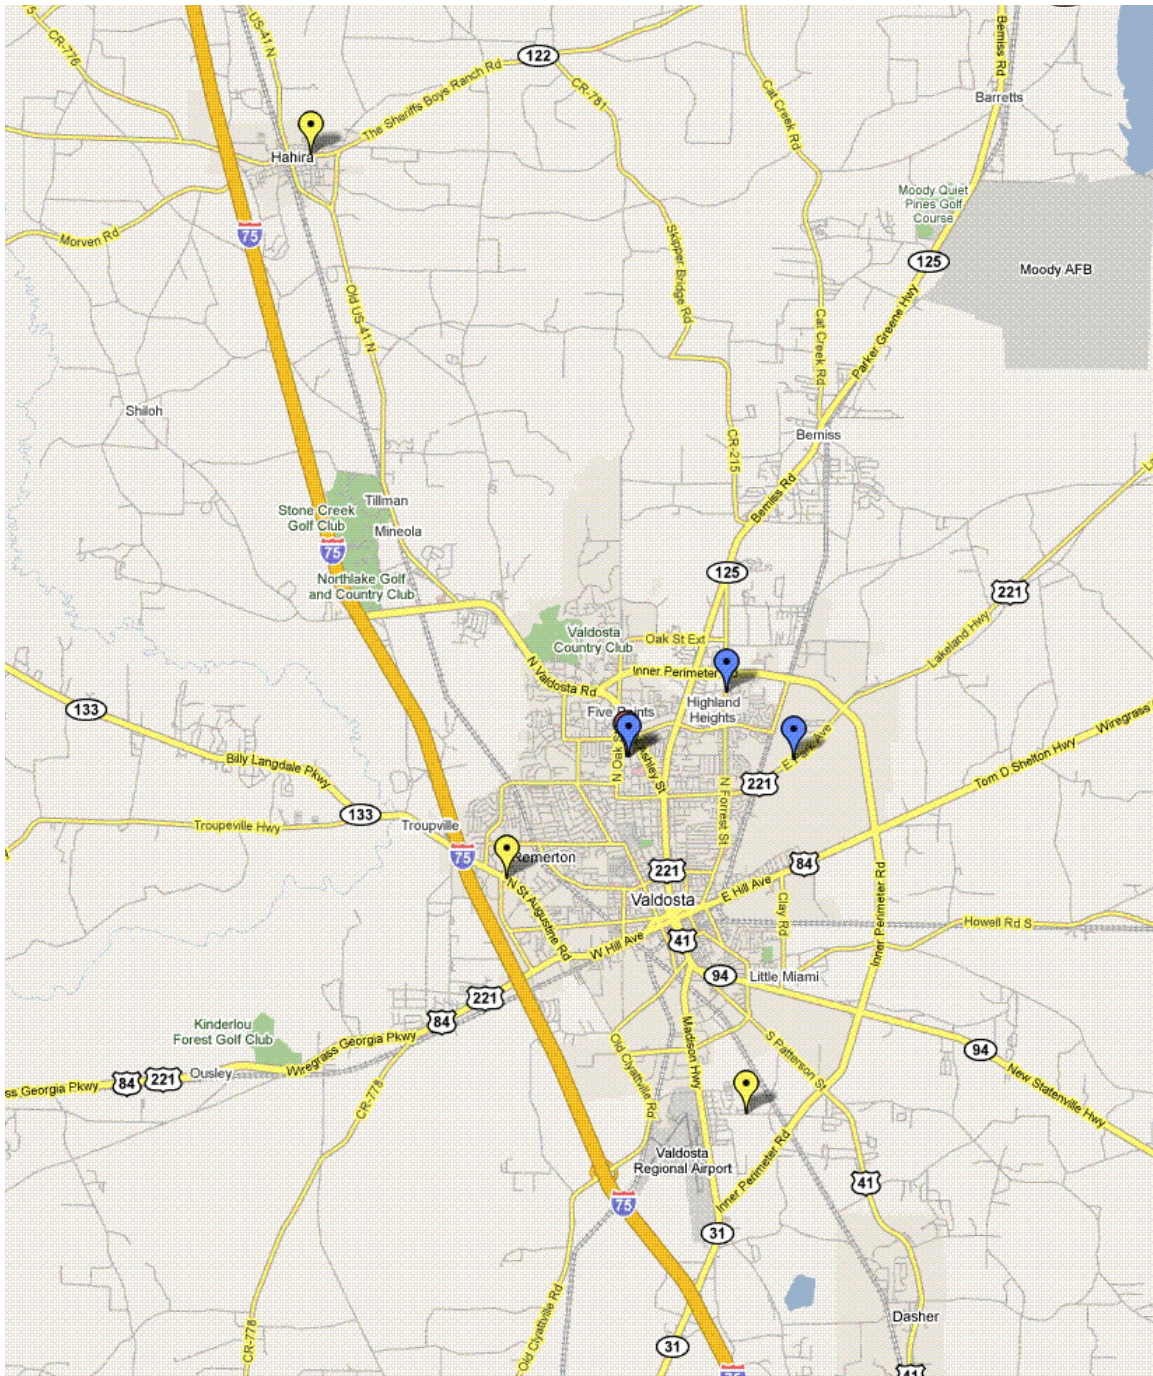 US-41 N
CR-776
122
The Sheriffs Boys Ranch Rd
CR-781
Cat Creek Rd
Bemiss Rd
Barretts
Hahira
Moody Quiet
Pines Golf
Course
Morven Rd
75
Skipper Bridge Rd
125
Moody AFB
Old US-41 N
Cat Creek Rd
Parker Greene Hwy
Shiloh
Bemiss
CR-215
Bemiss Rd
Tillman
Stone Creek
Golf Club
Mineola
75
125
Northlake Golf
and Country Club
221
Lakeland Hwy
Valdosta
Country Club
Oak St Ext
N Valdosta Rd
Inner Perimeter
133
Five Points
Highland
Heights
Wiregrass
Billy Langdale Pkwy
N Oak S
Ashley St
E Park Ave
Tom D Shelton Hwy
221
N Forrest St
133
Troupeville Hwy
Troupville
75
Remerton
84
221
E Hill Ave
N St Augustine Rd
Valdosta
Clay Rd
Inner Perimeter Rd
Howell Rd S
W Hill Ave
41
94
Little Miami
221
84
Kinderlou
Forest Golf Club
Wiregrass Georgia Pkwy
Old Clyattville Rd
Madison Hwy
S Patterson St
94
New Statenville Hwy
ss Georgia Pkwy
84
221
Ousley
CR-778
Valdosta
Regional Airport
Inner Perimeter Rd
41
75
31
Old Clyattville Rd
Dasher
CR-778
31
75
41